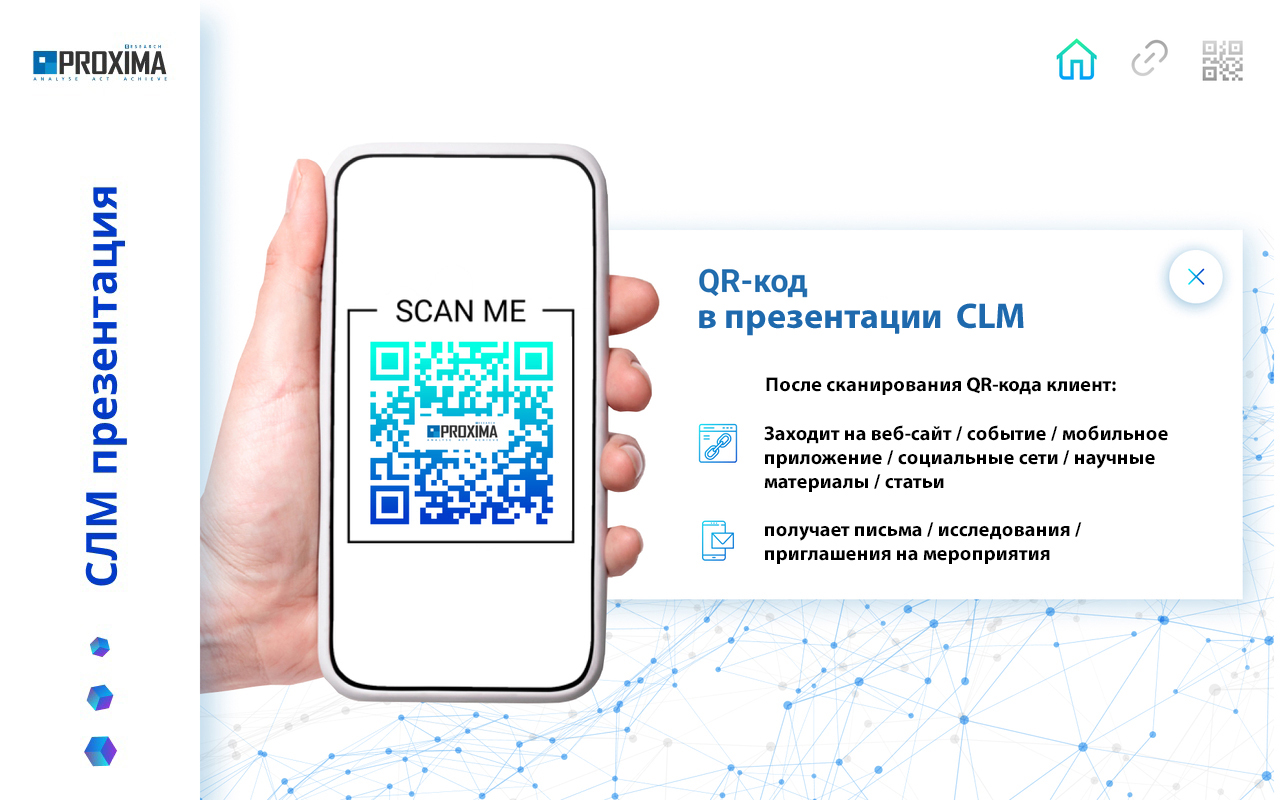 RESEARCH
PROXIMA
ANALYSE ACT ACHIEVE
СЛМ презентация
SCAN ME
PROXIMA
QR-код
в презентации CLM
После сканирования QR-кода клиент:
Заходит на веб-сайт / событие / мобильное
приложение / социальные сети / научные
материалы / статьи
получает письма / исследования /
приглашения на мероприятия